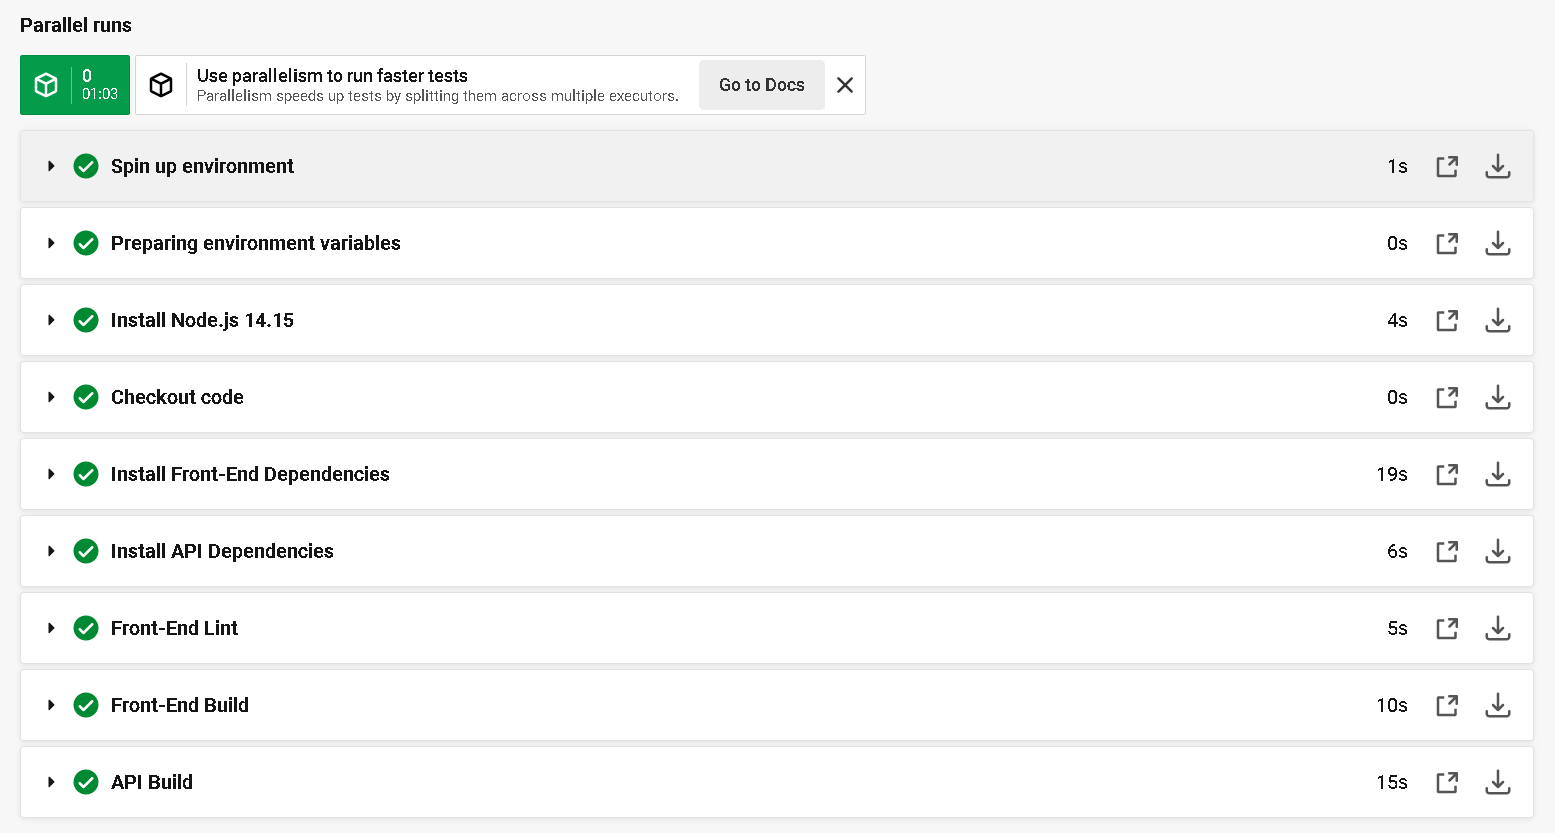 Parallel runs
0
01:03
Use parallelism to run faster tests
Parallelism speeds up tests by splitting them across multiple executors.
Go to Docs
Spin up environment 1s
Preparing environment variables 0s
Install Node.js 14.15 4s
Checkout code 0s
Install Front-End Dependencies 19s
Install API Dependencies 6s
Front-End Lint 5s
Front-End Build 10s
API Build 15s